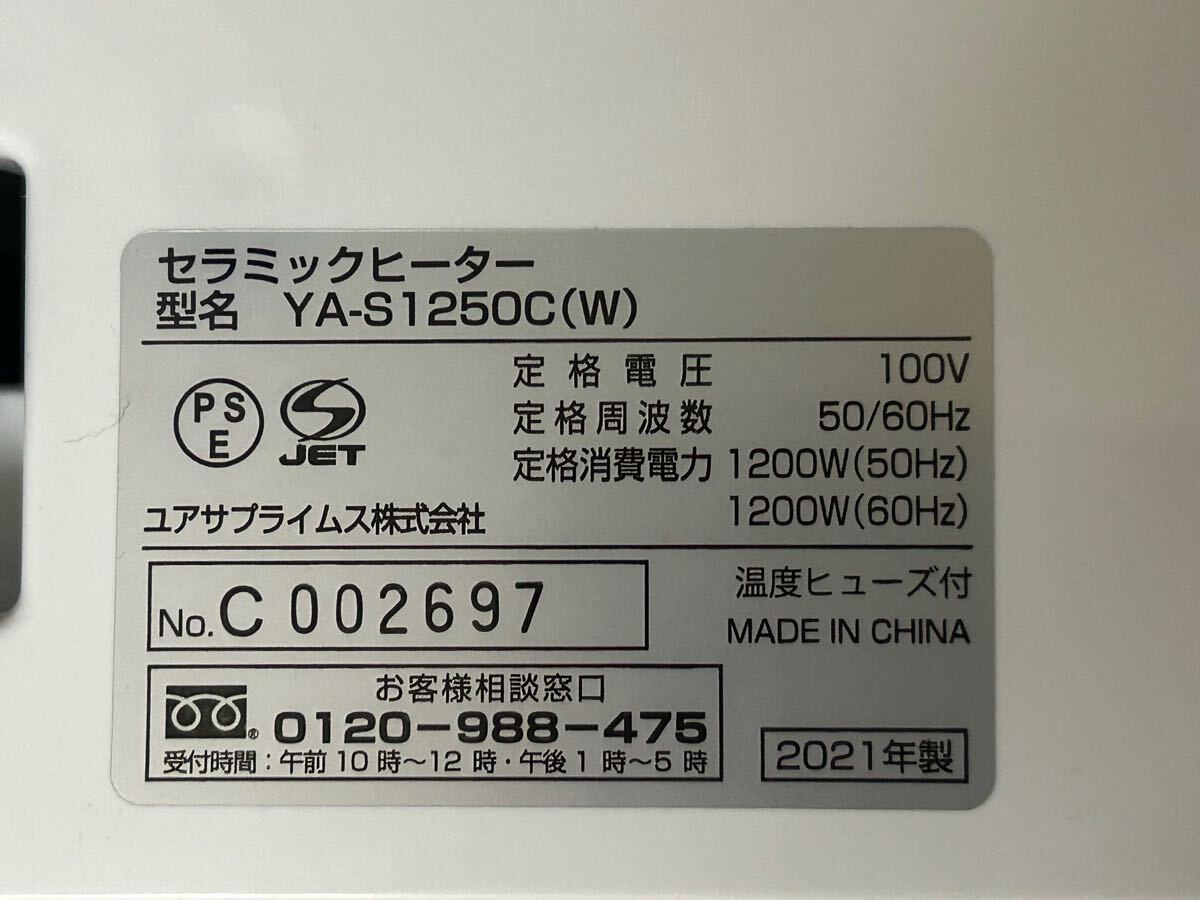 セラミックヒーター
型名 YA-S1250C(W)
PS
E
JET
定格電圧 100V
定格周波数 50/60Hz
定格消費電力 1200W(50Hz)
1200W(60Hz)
ユアサプライムス株式会社
No. C 002697
温度ヒューズ付
MADE IN CHINA
お客様相談窓口
® 0120-988-475
受付時間：午前10時〜12時・午後1時〜5時
2021年製